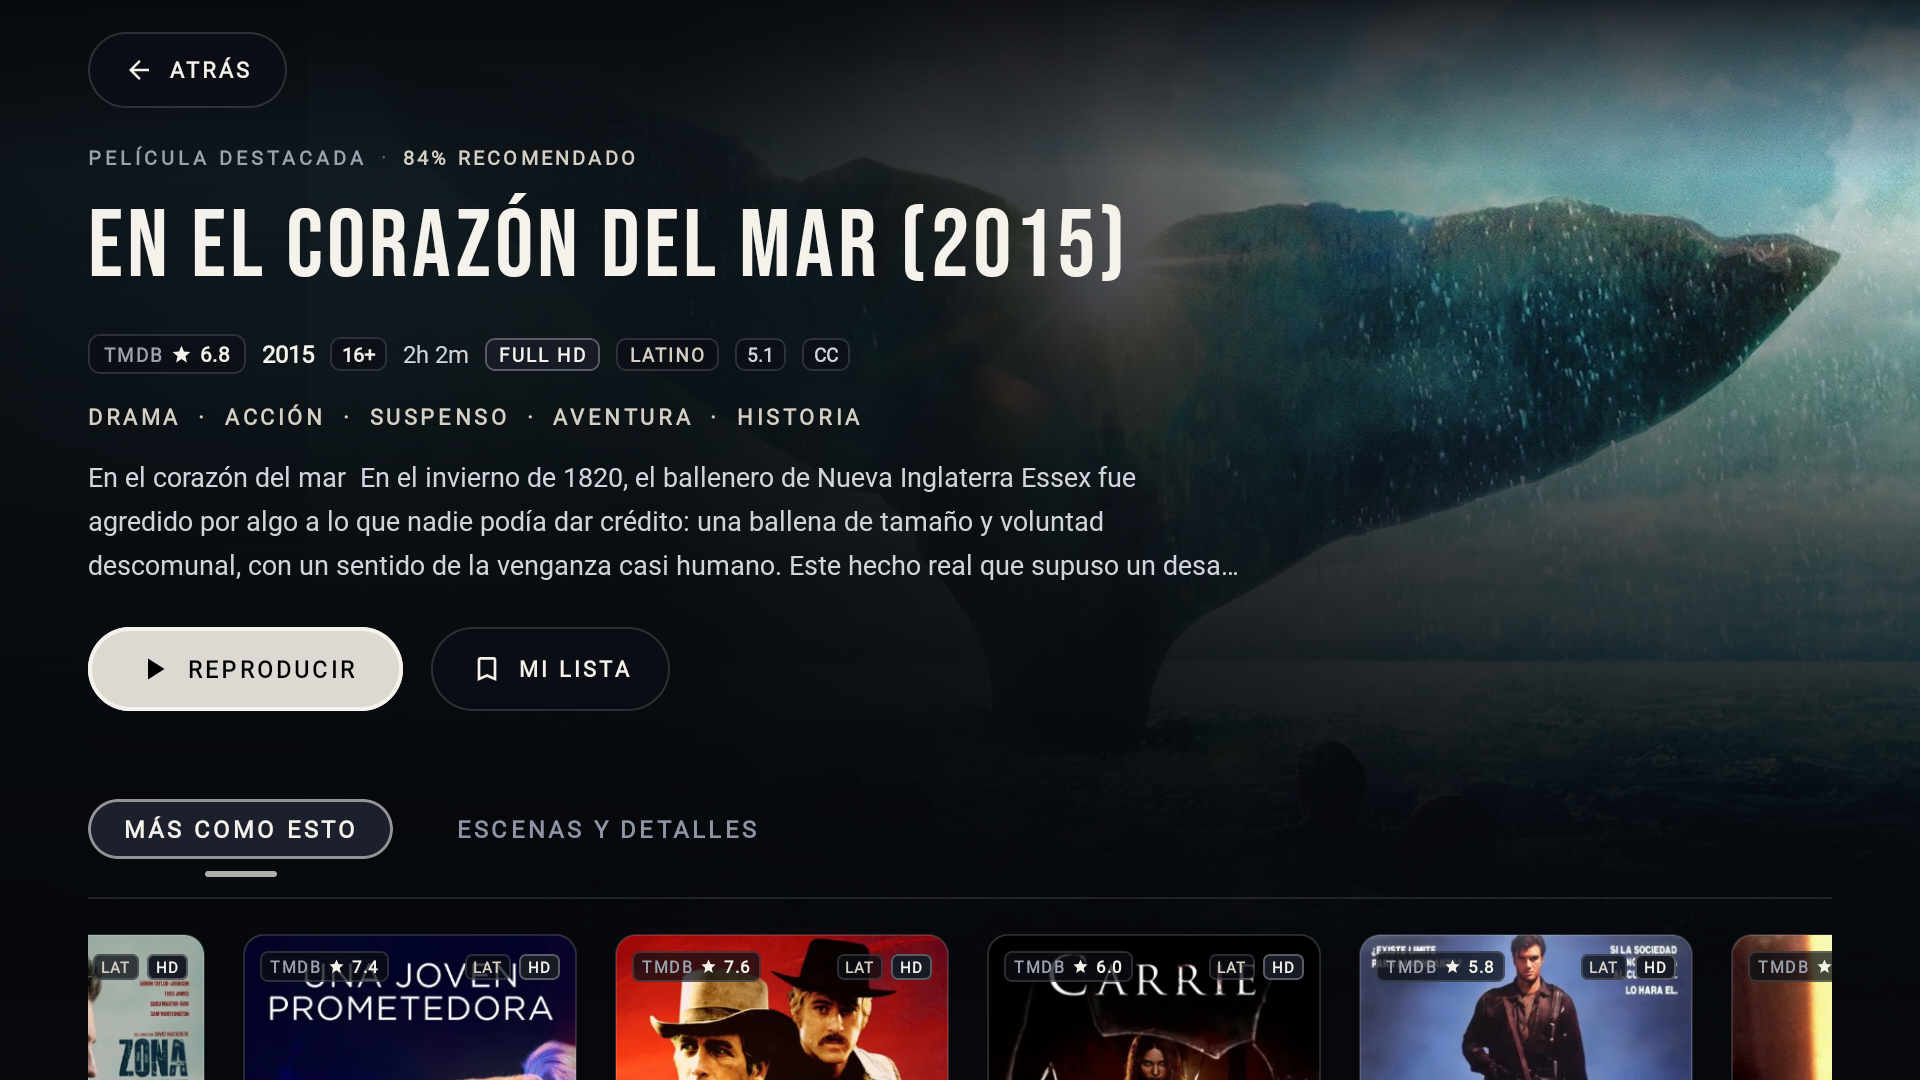 ATRÁS
PELÍCULA DESTACADA · 84% RECOMENDADO
EN EL CORAZÓN DEL MAR (2015)
TMDB ★ 6.8 2015 16+ 2h 2m FULL HD LATINO 5.1 CC
DRAMA · ACCIÓN · SUSPENSO · AVENTURA · HISTORIA
En el corazón del mar  En el invierno de 1820, el ballenero de Nueva Inglaterra Essex fue
agredido por algo a lo que nadie podía dar crédito: una ballena de tamaño y voluntad
descomunal, con un sentido de la venganza casi humano. Este hecho real que supuso un desa…
REPRODUCIR MI LISTA
MÁS COMO ESTO ESCENAS Y DETALLES
LAT HD
ZONA
TMDB ★ 7.4 LAT HD
UNA JOVEN
PROMETEDORA
TMDB ★ 7.6 LAT HD
TMDB ★ 6.0 LAT HD
CARRIE
TMDB ★ 5.8 LAT HD
¿EXISTE LIMITE
SI LA SOCIEDAD
LO HARA EL.
TMDB ★